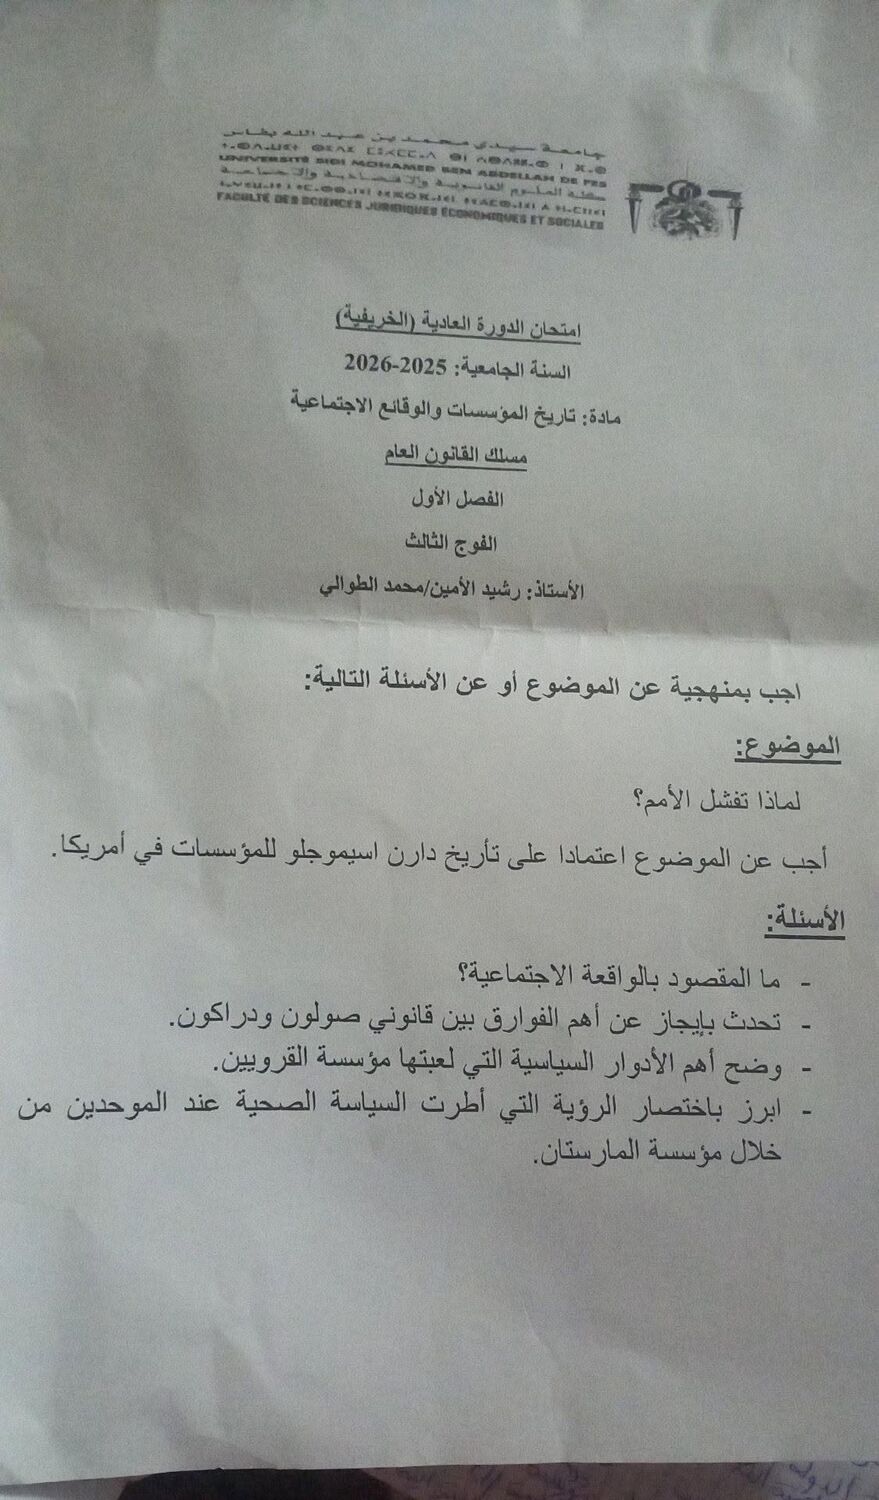 جامعة سيدي محمد بن عبد الله بفاس
UNIVERSITÉ SIDI MOHAMED BEN ABDELLAH DE FES
كلية العلوم القانونية والاقتصادية والاجتماعية
FACULTÉ DES SCIENCES JURIDIQUES ÉCONOMIQUES ET SOCIALES
امتحان الدورة العادية (الخريفية)
السنة الجامعية: 2025-2026
مادة: تاريخ المؤسسات والوقائع الاجتماعية
مسلك القانون العام
الفصل الأول
الفوج الثالث
الأستاذ: رشيد الأمين/محمد الطوالي
اجب بمنهجية عن الموضوع أو عن الأسئلة التالية:
الموضوع:
لماذا تفشل الأمم؟
أجب عن الموضوع اعتمادا على تأريخ دارن اسيموجلو للمؤسسات في أمريكا.
الأسئلة:
- ما المقصود بالواقعة الاجتماعية؟
- تحدث بإيجاز عن أهم الفوارق بين قانوني صولون ودراكون.
- وضح أهم الأدوار السياسية التي لعبتها مؤسسة القرويين.
- ابرز باختصار الرؤية التي أطرت السياسة الصحية عند الموحدين من
خلال مؤسسة المارستان.